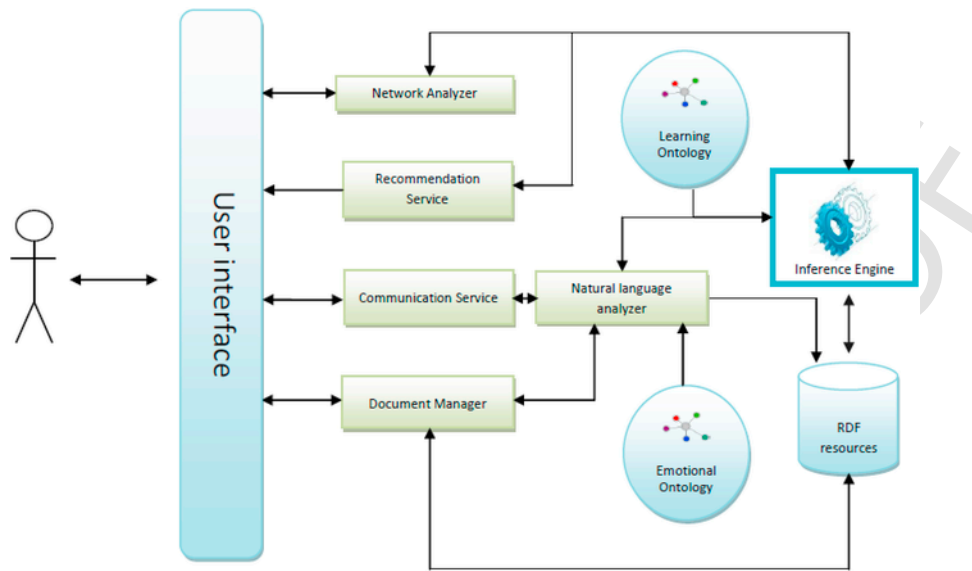 User interface
Network Analyzer
Recommendation
Service
Communication Service
Document Manager
Natural language
analyzer
Learning
Ontology
Emotional
Ontology
Inference Engine
RDF
resources